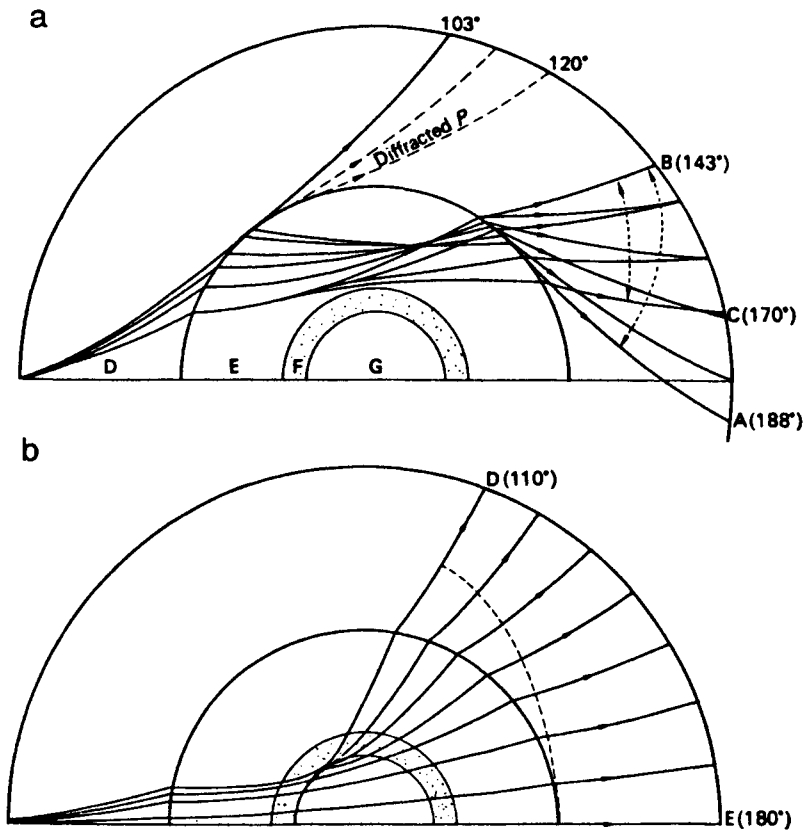 a
103°
120°
Diffracted P
B (143°)
C (170°)
D E F G
A (188°)
b
D (110°)
E (180°)